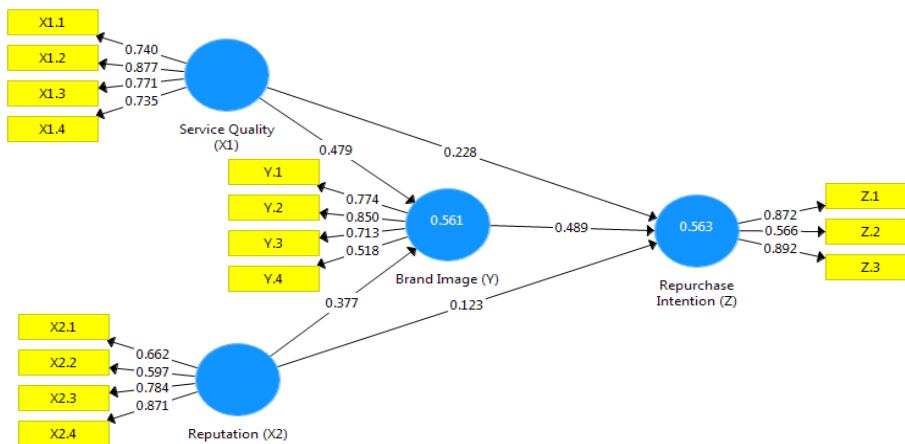 X1.1
X1.2
X1.3
X1.4
0.740
0.877
0.771
0.735
Service Quality
(X1)
0.479
0.228
Y.1
Y.2
Y.3
Y.4
0.774
0.850
0.713
0.518
0.561
Brand Image (Y)
0.489
0.563
Repurchase
Intention (Z)
0.872
0.566
0.892
Z.1
Z.2
Z.3
0.377
0.123
X2.1
X2.2
X2.3
X2.4
0.662
0.597
0.784
0.871
Reputation (X2)